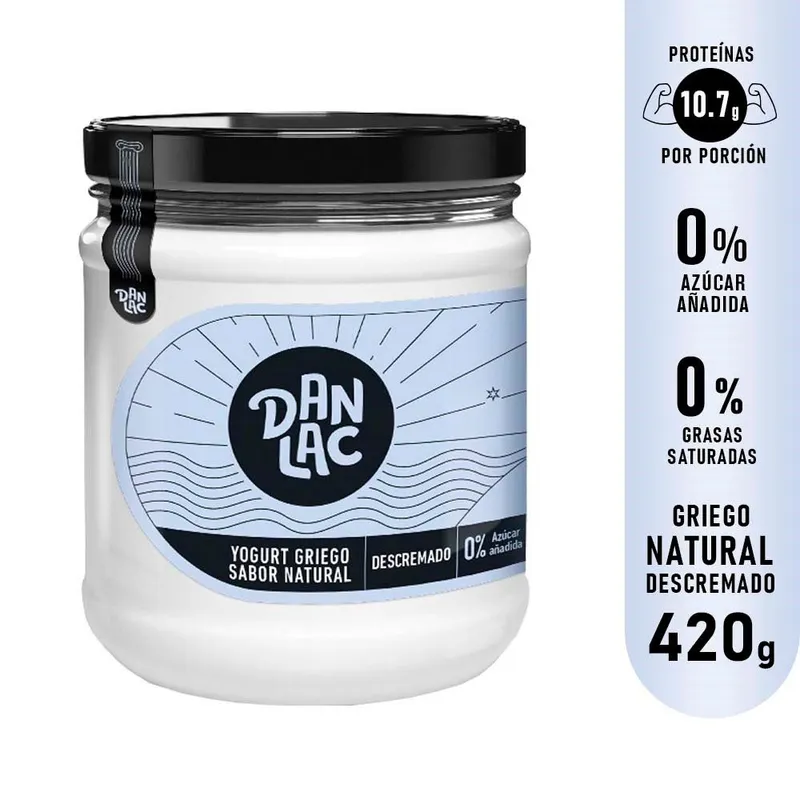 DAN
LAC
DAN
LAC
YOGURT GRIEGO
SABOR NATURAL
DESCREMADO
0% Azúcar
añadida
PROTEÍNAS
10.7g
POR PORCIÓN
0%
AZÚCAR
AÑADIDA
0%
GRASAS
SATURADAS
GRIEGO
NATURAL
DESCREMADO
420g